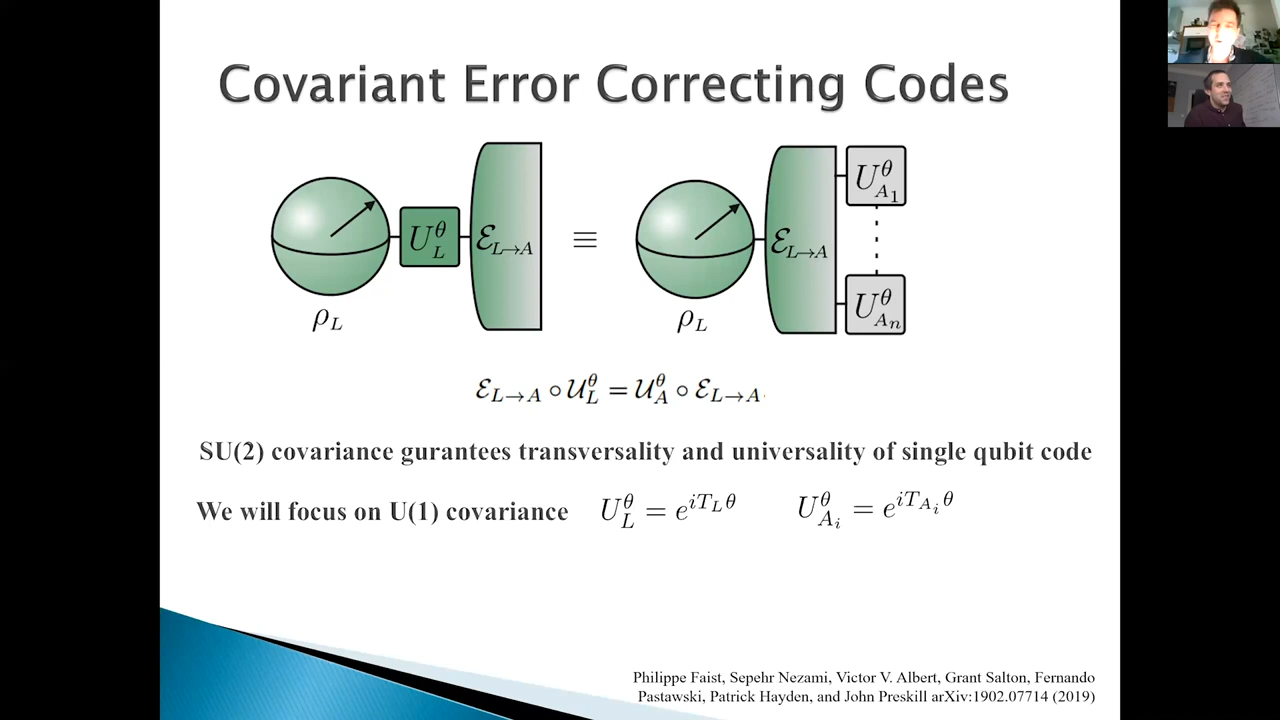 Covariant Error Correcting Codes
U_L^θ
ℰ_{L→A}
ρ_L
≡
ℰ_{L→A}
U_{A_1}^θ
U_{A_n}^θ
ρ_L
ℰ_{L→A} ∘ 𝒰_L^θ = 𝒰_A^θ ∘ ℰ_{L→A}.
SU(2) covariance gurantees transversality and universality of single qubit code
We will focus on U(1) covariance U_L^θ = e^{iT_Lθ} U_{A_i}^θ = e^{iT_{A_i}θ}
Philippe Faist, Sepehr Nezami, Victor V. Albert, Grant Salton, Fernando
Pastawski, Patrick Hayden, and John Preskill arXiv:1902.07714 (2019)